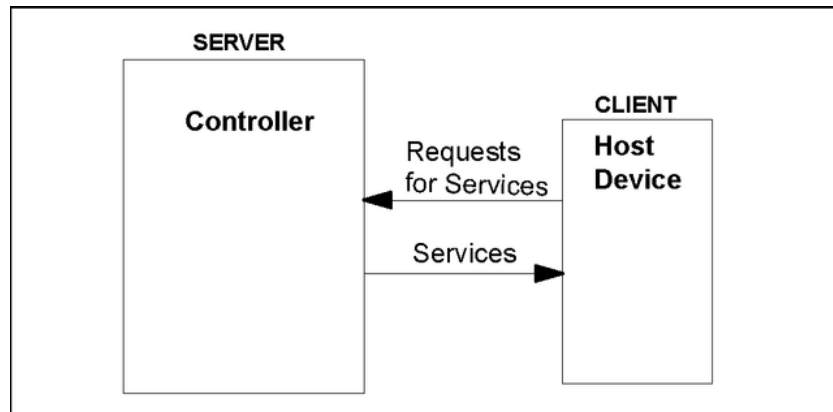 SERVER
Controller
CLIENT
Host
Device
Requests
for Services
Services